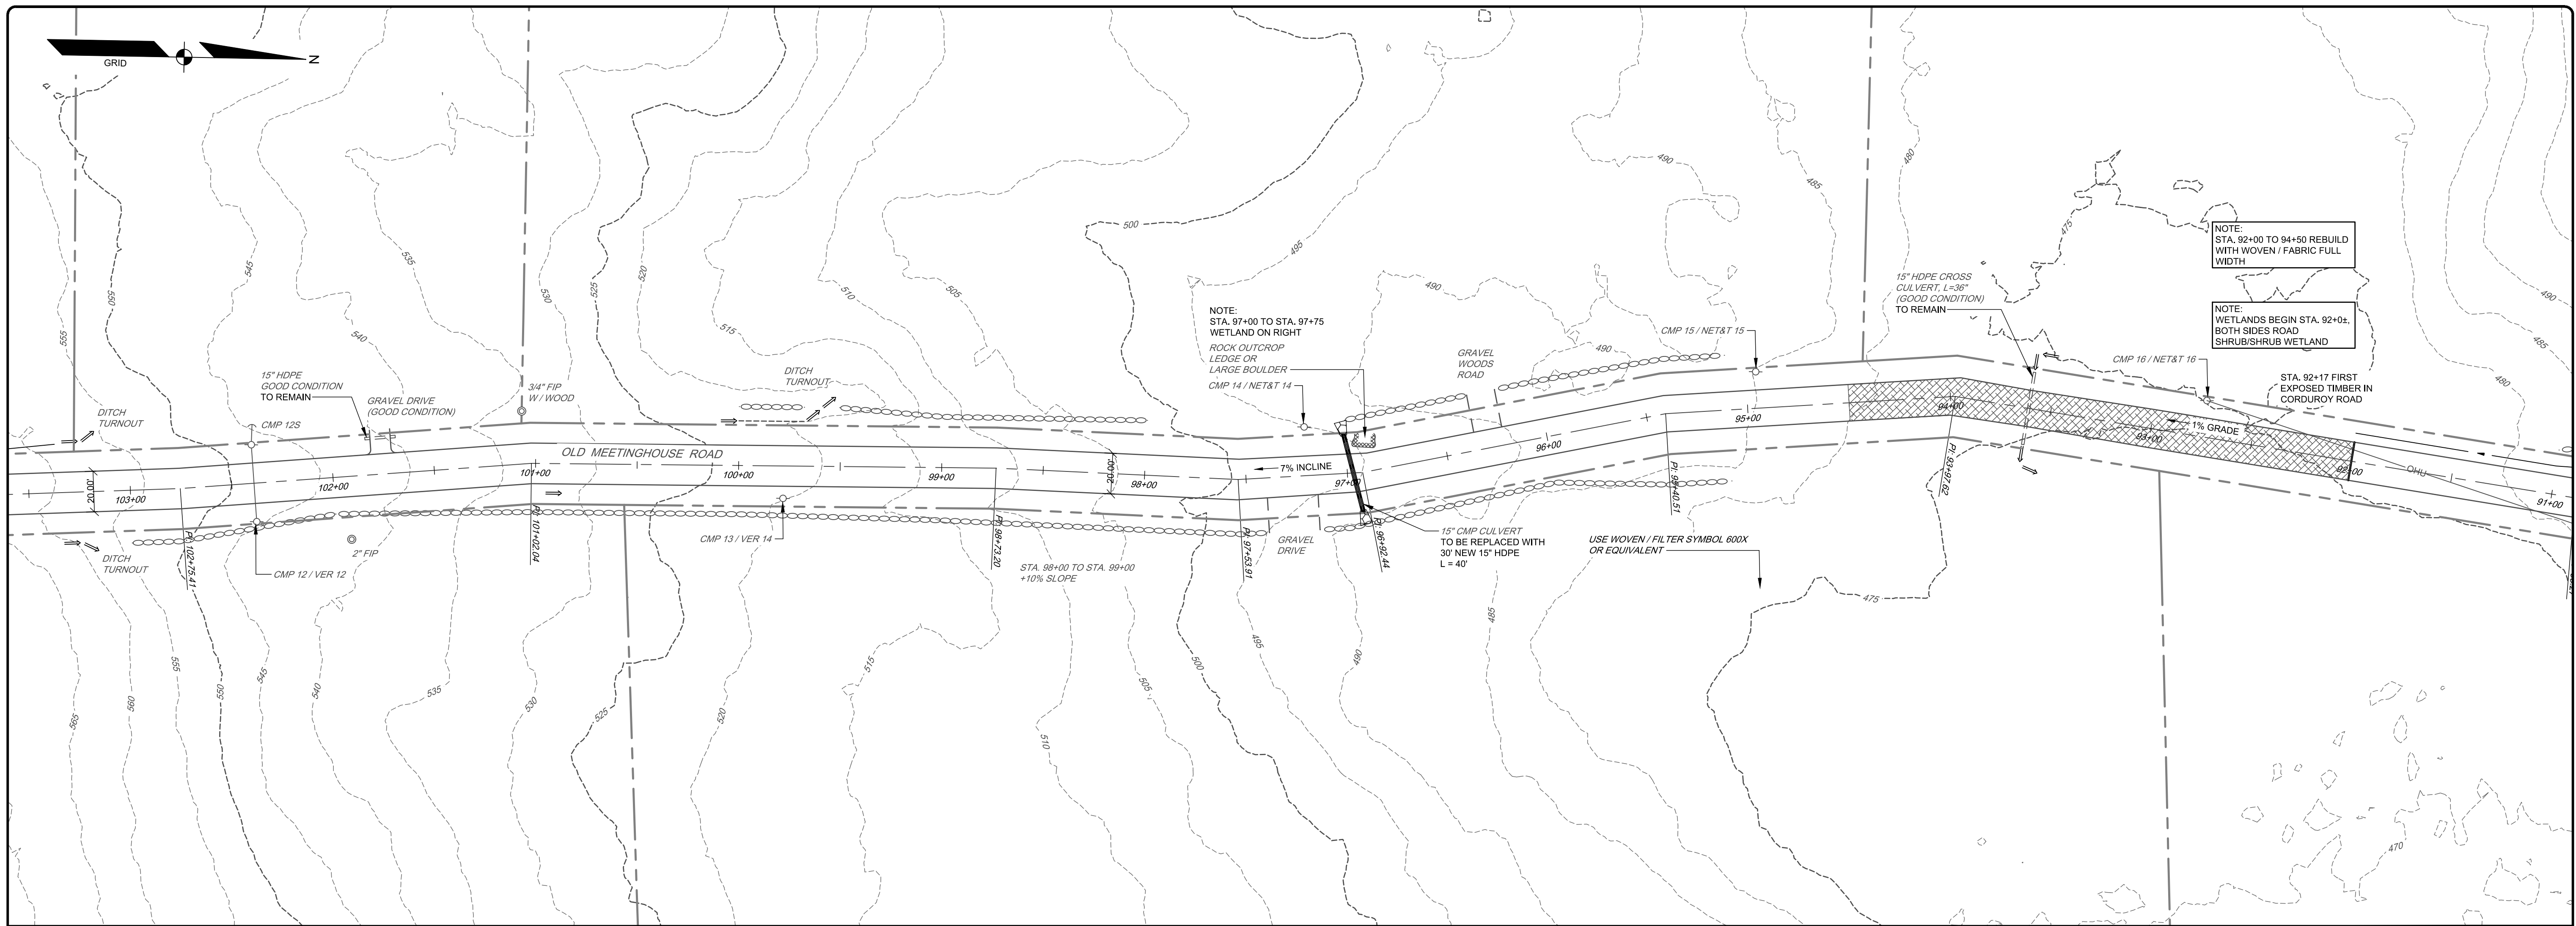 GRID
N
NOTE:
STA. 92+00 TO 94+50 REBUILD
WITH WOVEN / FABRIC FULL
WIDTH
NOTE:
WETLANDS BEGIN STA. 92+0±,
BOTH SIDES ROAD
SHRUB/SHRUB WETLAND
15" HDPE CROSS
CULVERT, L=36"
(GOOD CONDITION)
TO REMAIN
CMP 16 / NET&T 16
STA. 92+17 FIRST
EXPOSED TIMBER IN
CORDUROY ROAD
NOTE:
STA. 97+00 TO STA. 97+75
WETLAND ON RIGHT
ROCK OUTCROP
LEDGE OR
LARGE BOULDER
CMP 14 / NET&T 14
GRAVEL
WOODS
ROAD
CMP 15 / NET&T 15
15" HDPE
GOOD CONDITION
TO REMAIN
GRAVEL DRIVE
(GOOD CONDITION)
3/4" FIP
W / WOOD
DITCH
TURNOUT
DITCH
TURNOUT
CMP 12S
OLD MEETINGHOUSE ROAD
7% INCLINE
1% GRADE
OHU
20.00'
20.00'
103+00
102+00
101+00
100+00
99+00
98+00
97+00
96+00
95+00
94+00
93+00
92+00
91+00
PI: 102+75.41
PI: 101+02.04
PI: 98+73.20
PI: 97+53.91
PI: 96+92.44
PI: 95+40.51
PI: 93+97.62
DITCH
TURNOUT
CMP 12 / VER 12
2" FIP
CMP 13 / VER 14
STA. 98+00 TO STA. 99+00
+10% SLOPE
GRAVEL
DRIVE
15" CMP CULVERT
TO BE REPLACED WITH
30' NEW 15" HDPE
L = 40'
USE WOVEN / FILTER SYMBOL 600X
OR EQUIVALENT
555
550
545
540
535
530
525
520
515
510
505
500
495
490
490
490
485
480
475
490
485
480
565
560
555
550
545
540
535
530
525
520
515
510
505
500
495
490
485
475
470